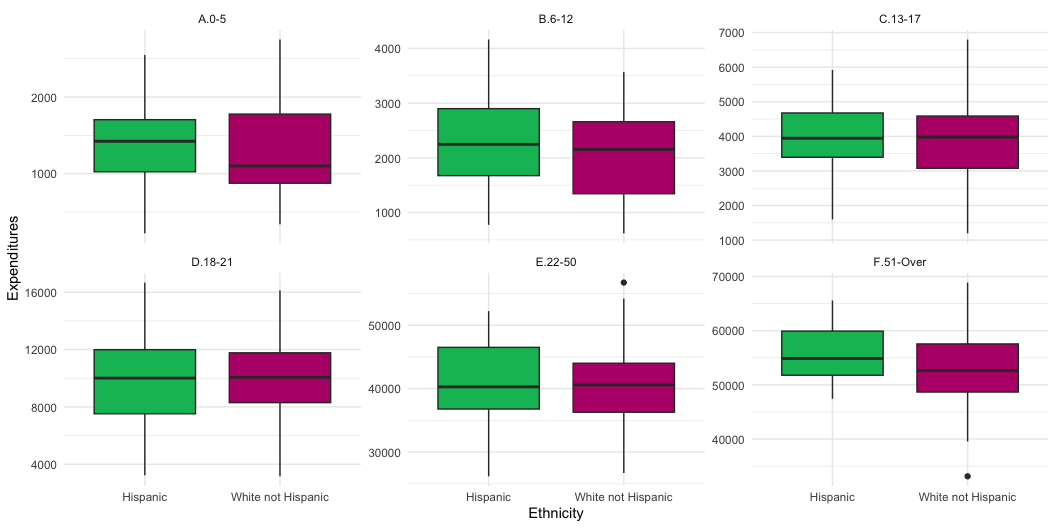 A.0-5
B.6-12
C.13-17
2000
1000
4000
3000
2000
1000
7000
6000
5000
4000
3000
2000
1000
Expenditures
D.18-21
E.22-50
F.51-Over
16000
12000
8000
4000
50000
40000
30000
70000
60000
50000
40000
Hispanic
White not Hispanic
Hispanic
White not Hispanic
Hispanic
White not Hispanic
Ethnicity